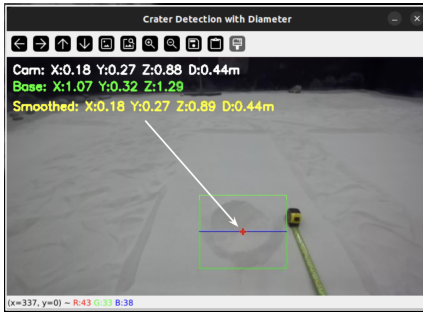 Crater Detection with Diameter
Cam: X:0.18 Y:0.27 Z:0.88 D:0.44m
Base: X:1.07 Y:0.32 Z:1.29
Smoothed: X:0.18 Y:0.27 Z:0.89 D:0.44m
(x=337, y=0) ~ R:43 G:33 B:38